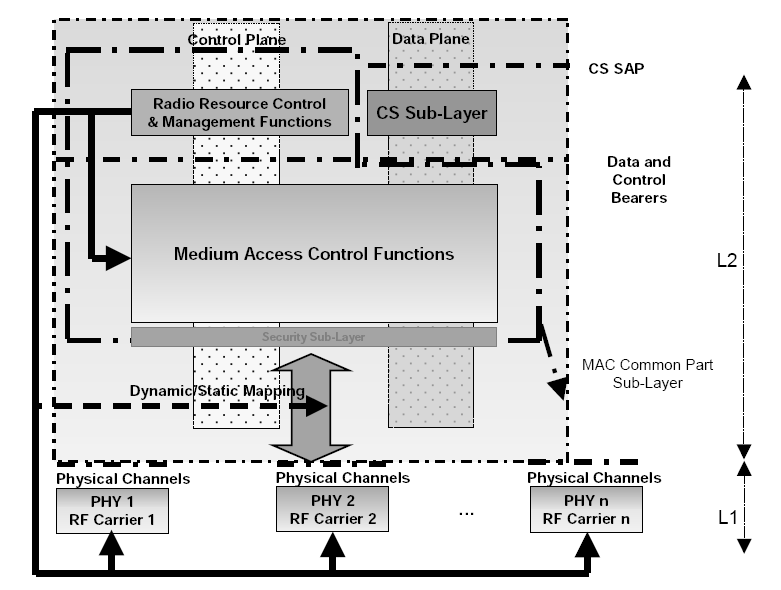 Control Plane
Data Plane
CS SAP
Radio Resource Control
& Management Functions
CS Sub-Layer
Data and
Control
Bearers
Medium Access Control Functions
L2
Security Sub-Layer
MAC Common Part
Sub-Layer
Dynamic/Static Mapping
Physical Channels
Physical Channels
Physical Channels
PHY 1
RF Carrier 1
PHY 2
RF Carrier 2
...
PHY n
RF Carrier n
L1